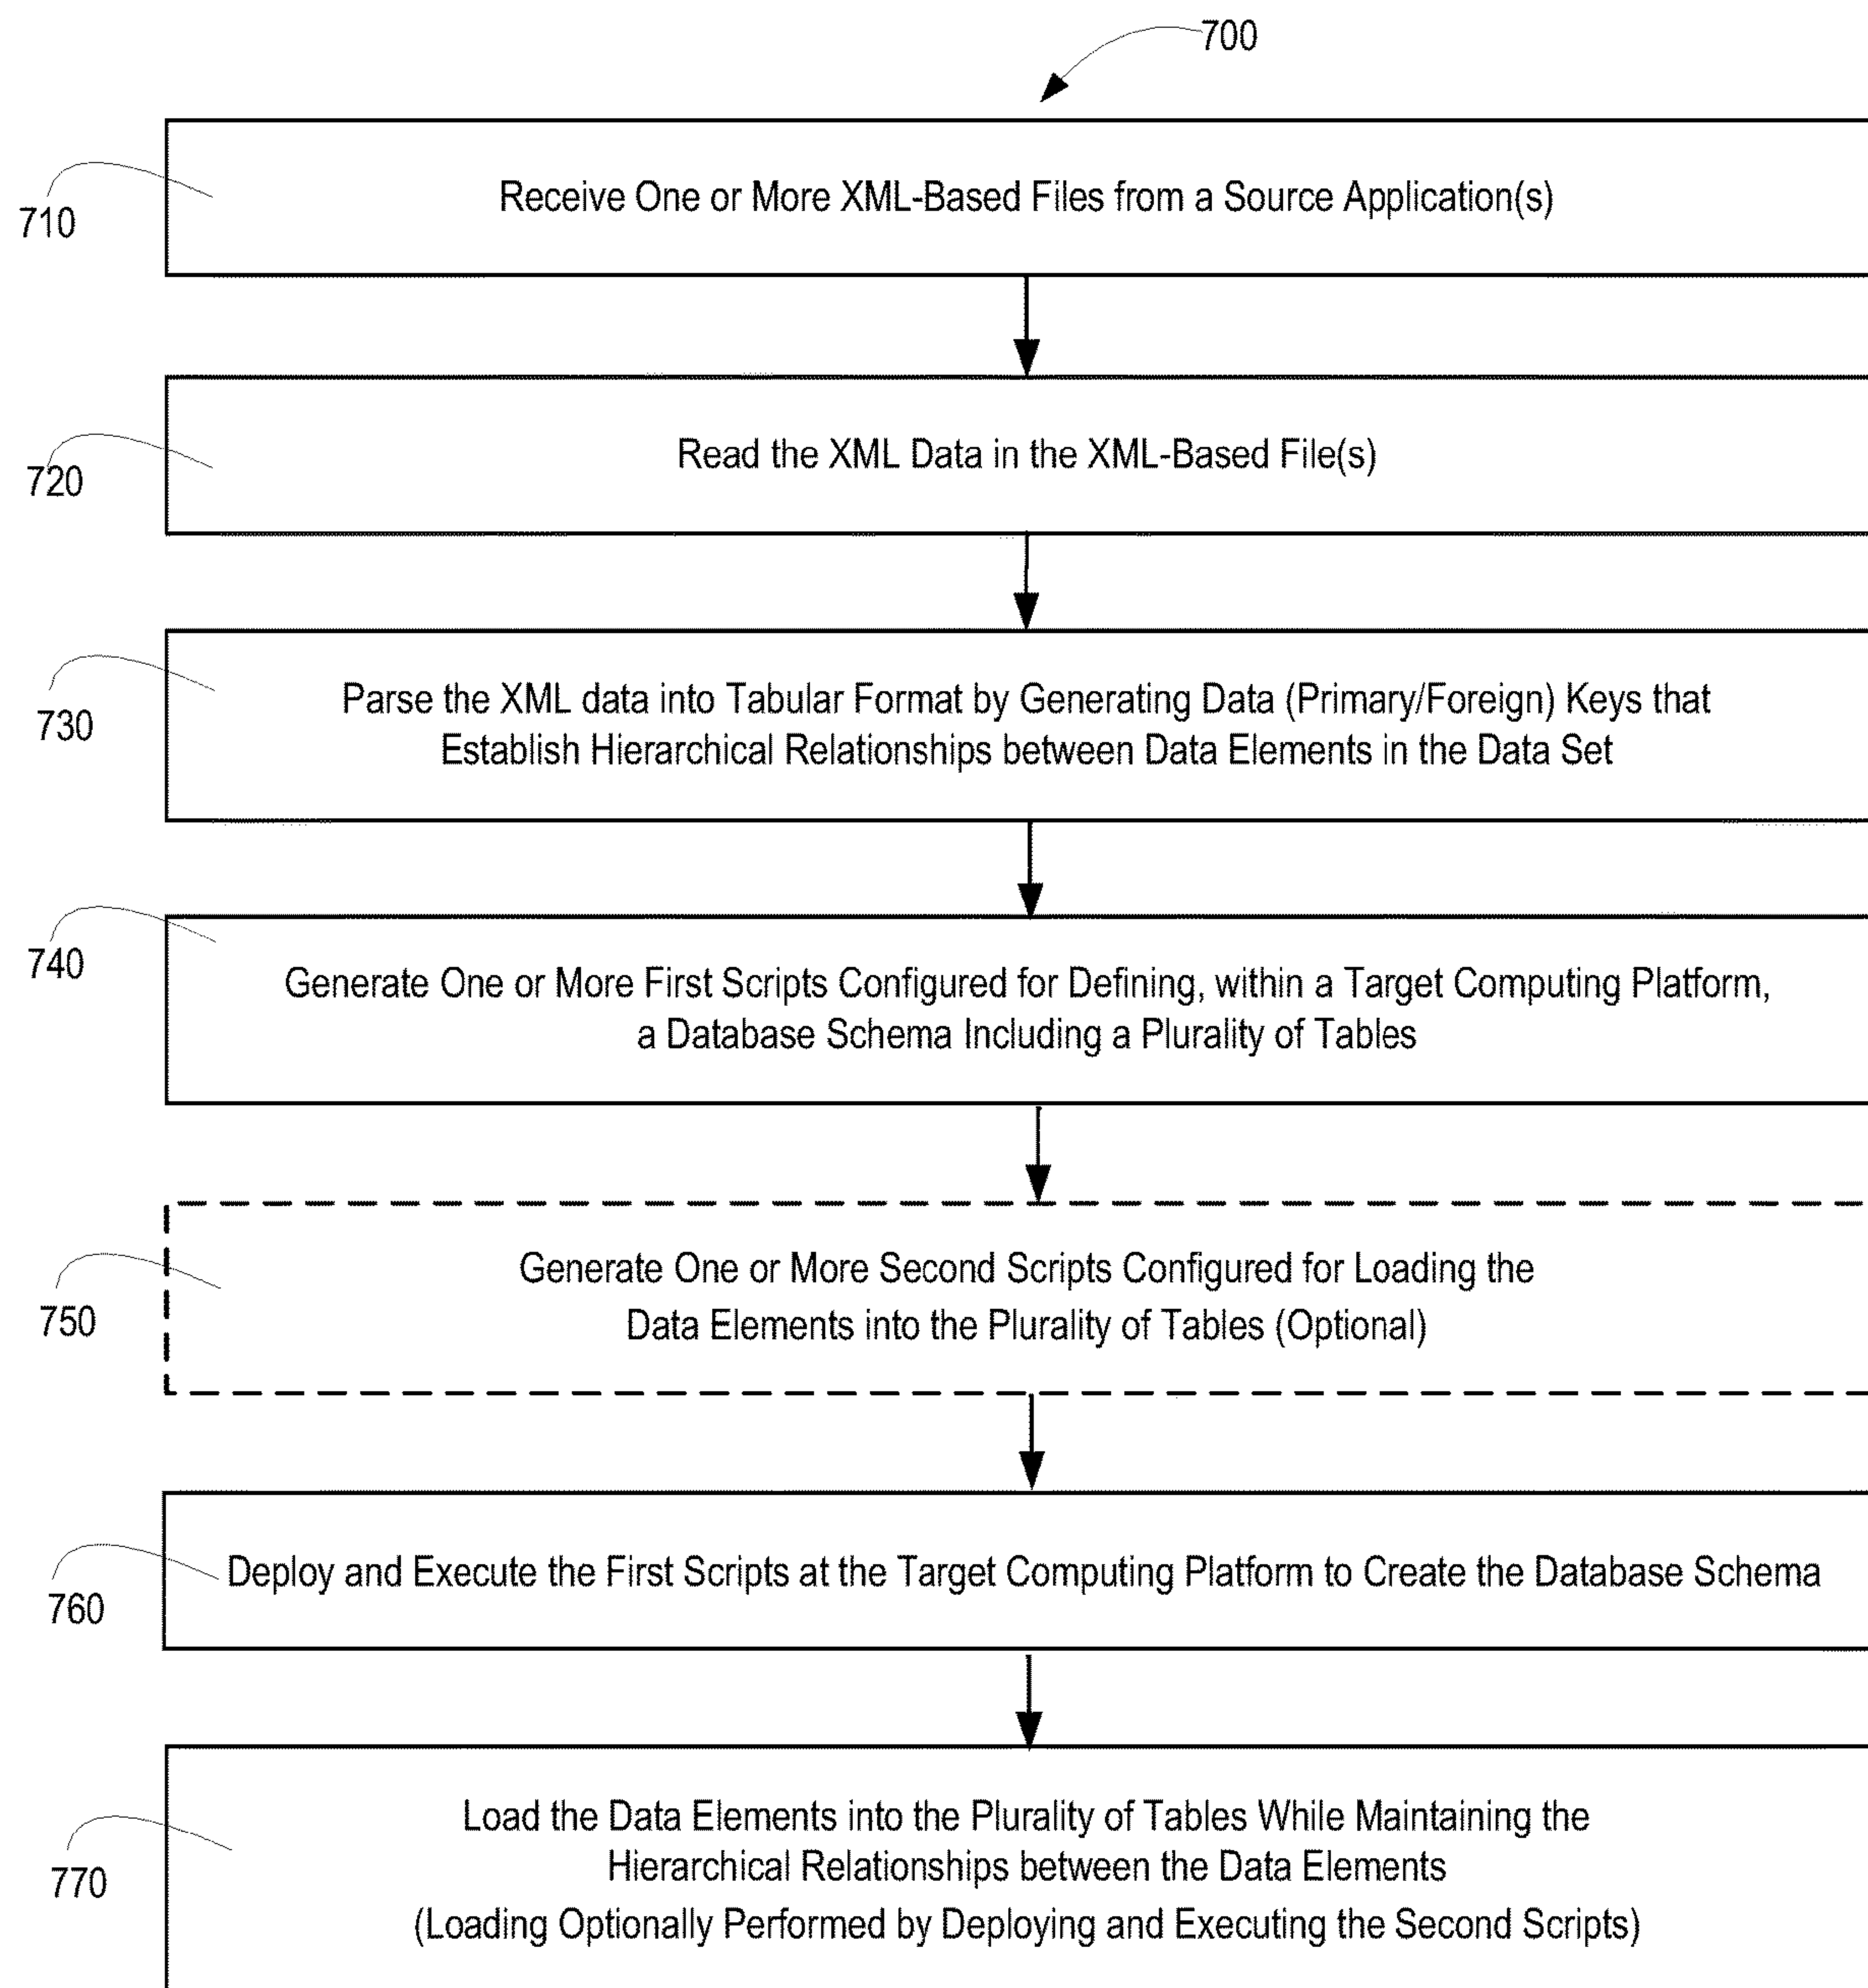 700
710
Receive One or More XML-Based Files from a Source Application(s)
720
Read the XML Data in the XML-Based File(s)
730
Parse the XML data into Tabular Format by Generating Data (Primary/Foreign) Keys that
Establish Hierarchical Relationships between Data Elements in the Data Set
740
Generate One or More First Scripts Configured for Defining, within a Target Computing Platform,
a Database Schema Including a Plurality of Tables
750
Generate One or More Second Scripts Configured for Loading the
Data Elements into the Plurality of Tables (Optional)
760
Deploy and Execute the First Scripts at the Target Computing Platform to Create the Database Schema
770
Load the Data Elements into the Plurality of Tables While Maintaining the
Hierarchical Relationships between the Data Elements
(Loading Optionally Performed by Deploying and Executing the Second Scripts)